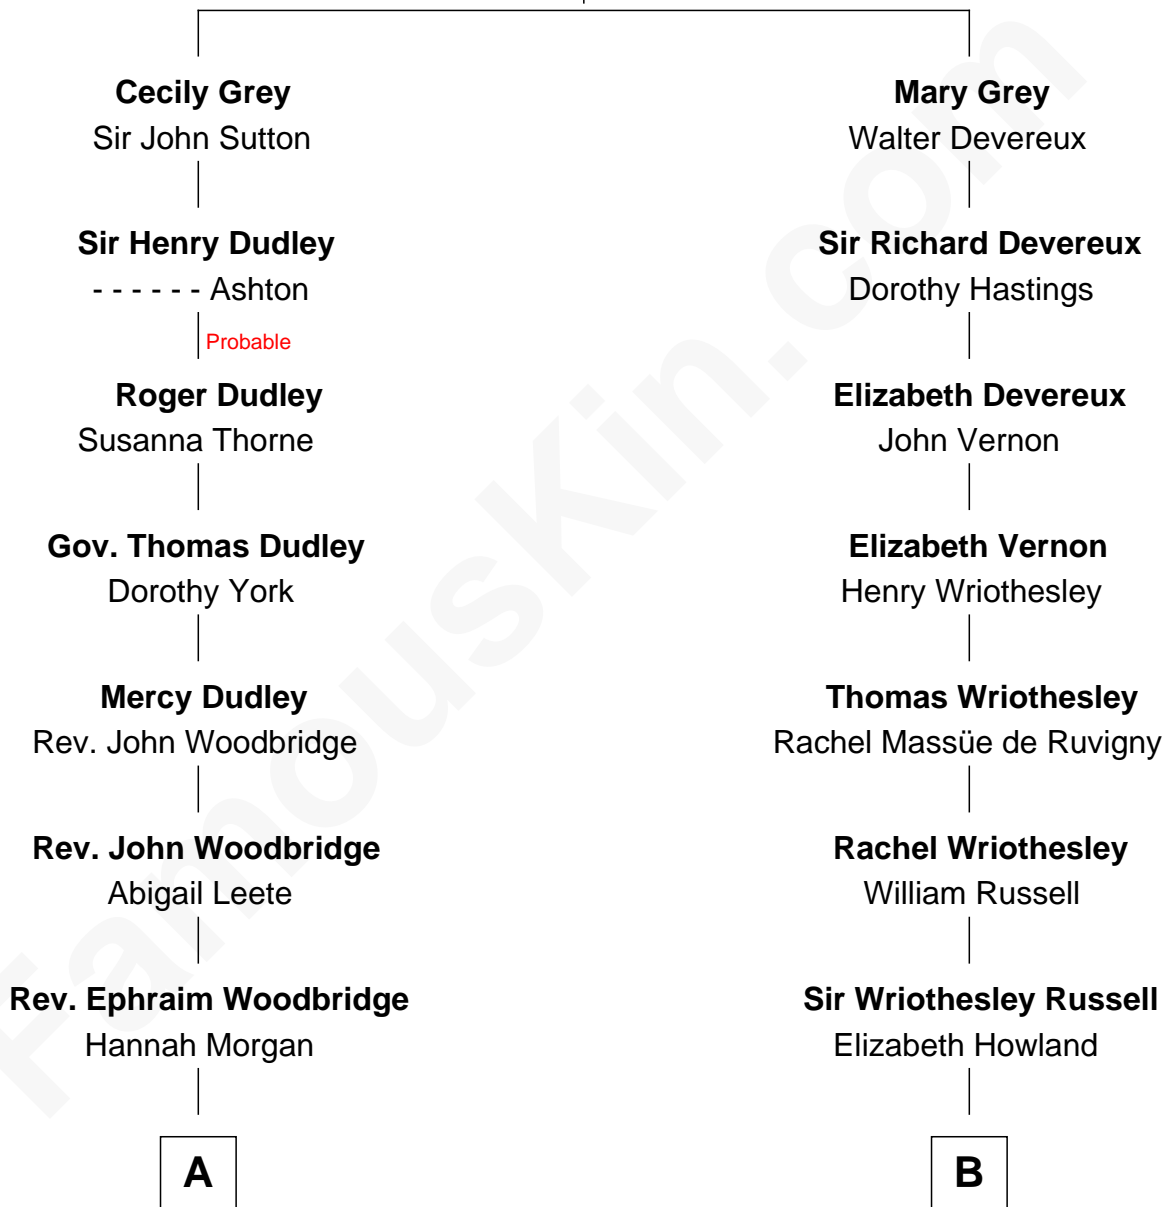 Cecily Grey
Sir John Sutton
Mary Grey
Walter Devereux
Sir Henry Dudley
- - - - - - Ashton
Sir Richard Devereux
Dorothy Hastings
Probable
Roger Dudley
Susanna Thorne
Elizabeth Devereux
John Vernon
Gov. Thomas Dudley
Dorothy York
Elizabeth Vernon
Henry Wriothesley
Mercy Dudley
Rev. John Woodbridge
Thomas Wriothesley
Rachel Massüe de Ruvigny
Rev. John Woodbridge
Abigail Leete
Rachel Wriothesley
William Russell
Rev. Ephraim Woodbridge
Hannah Morgan
Sir Wriothesley Russell
Elizabeth Howland
A
B
FamousKin.com